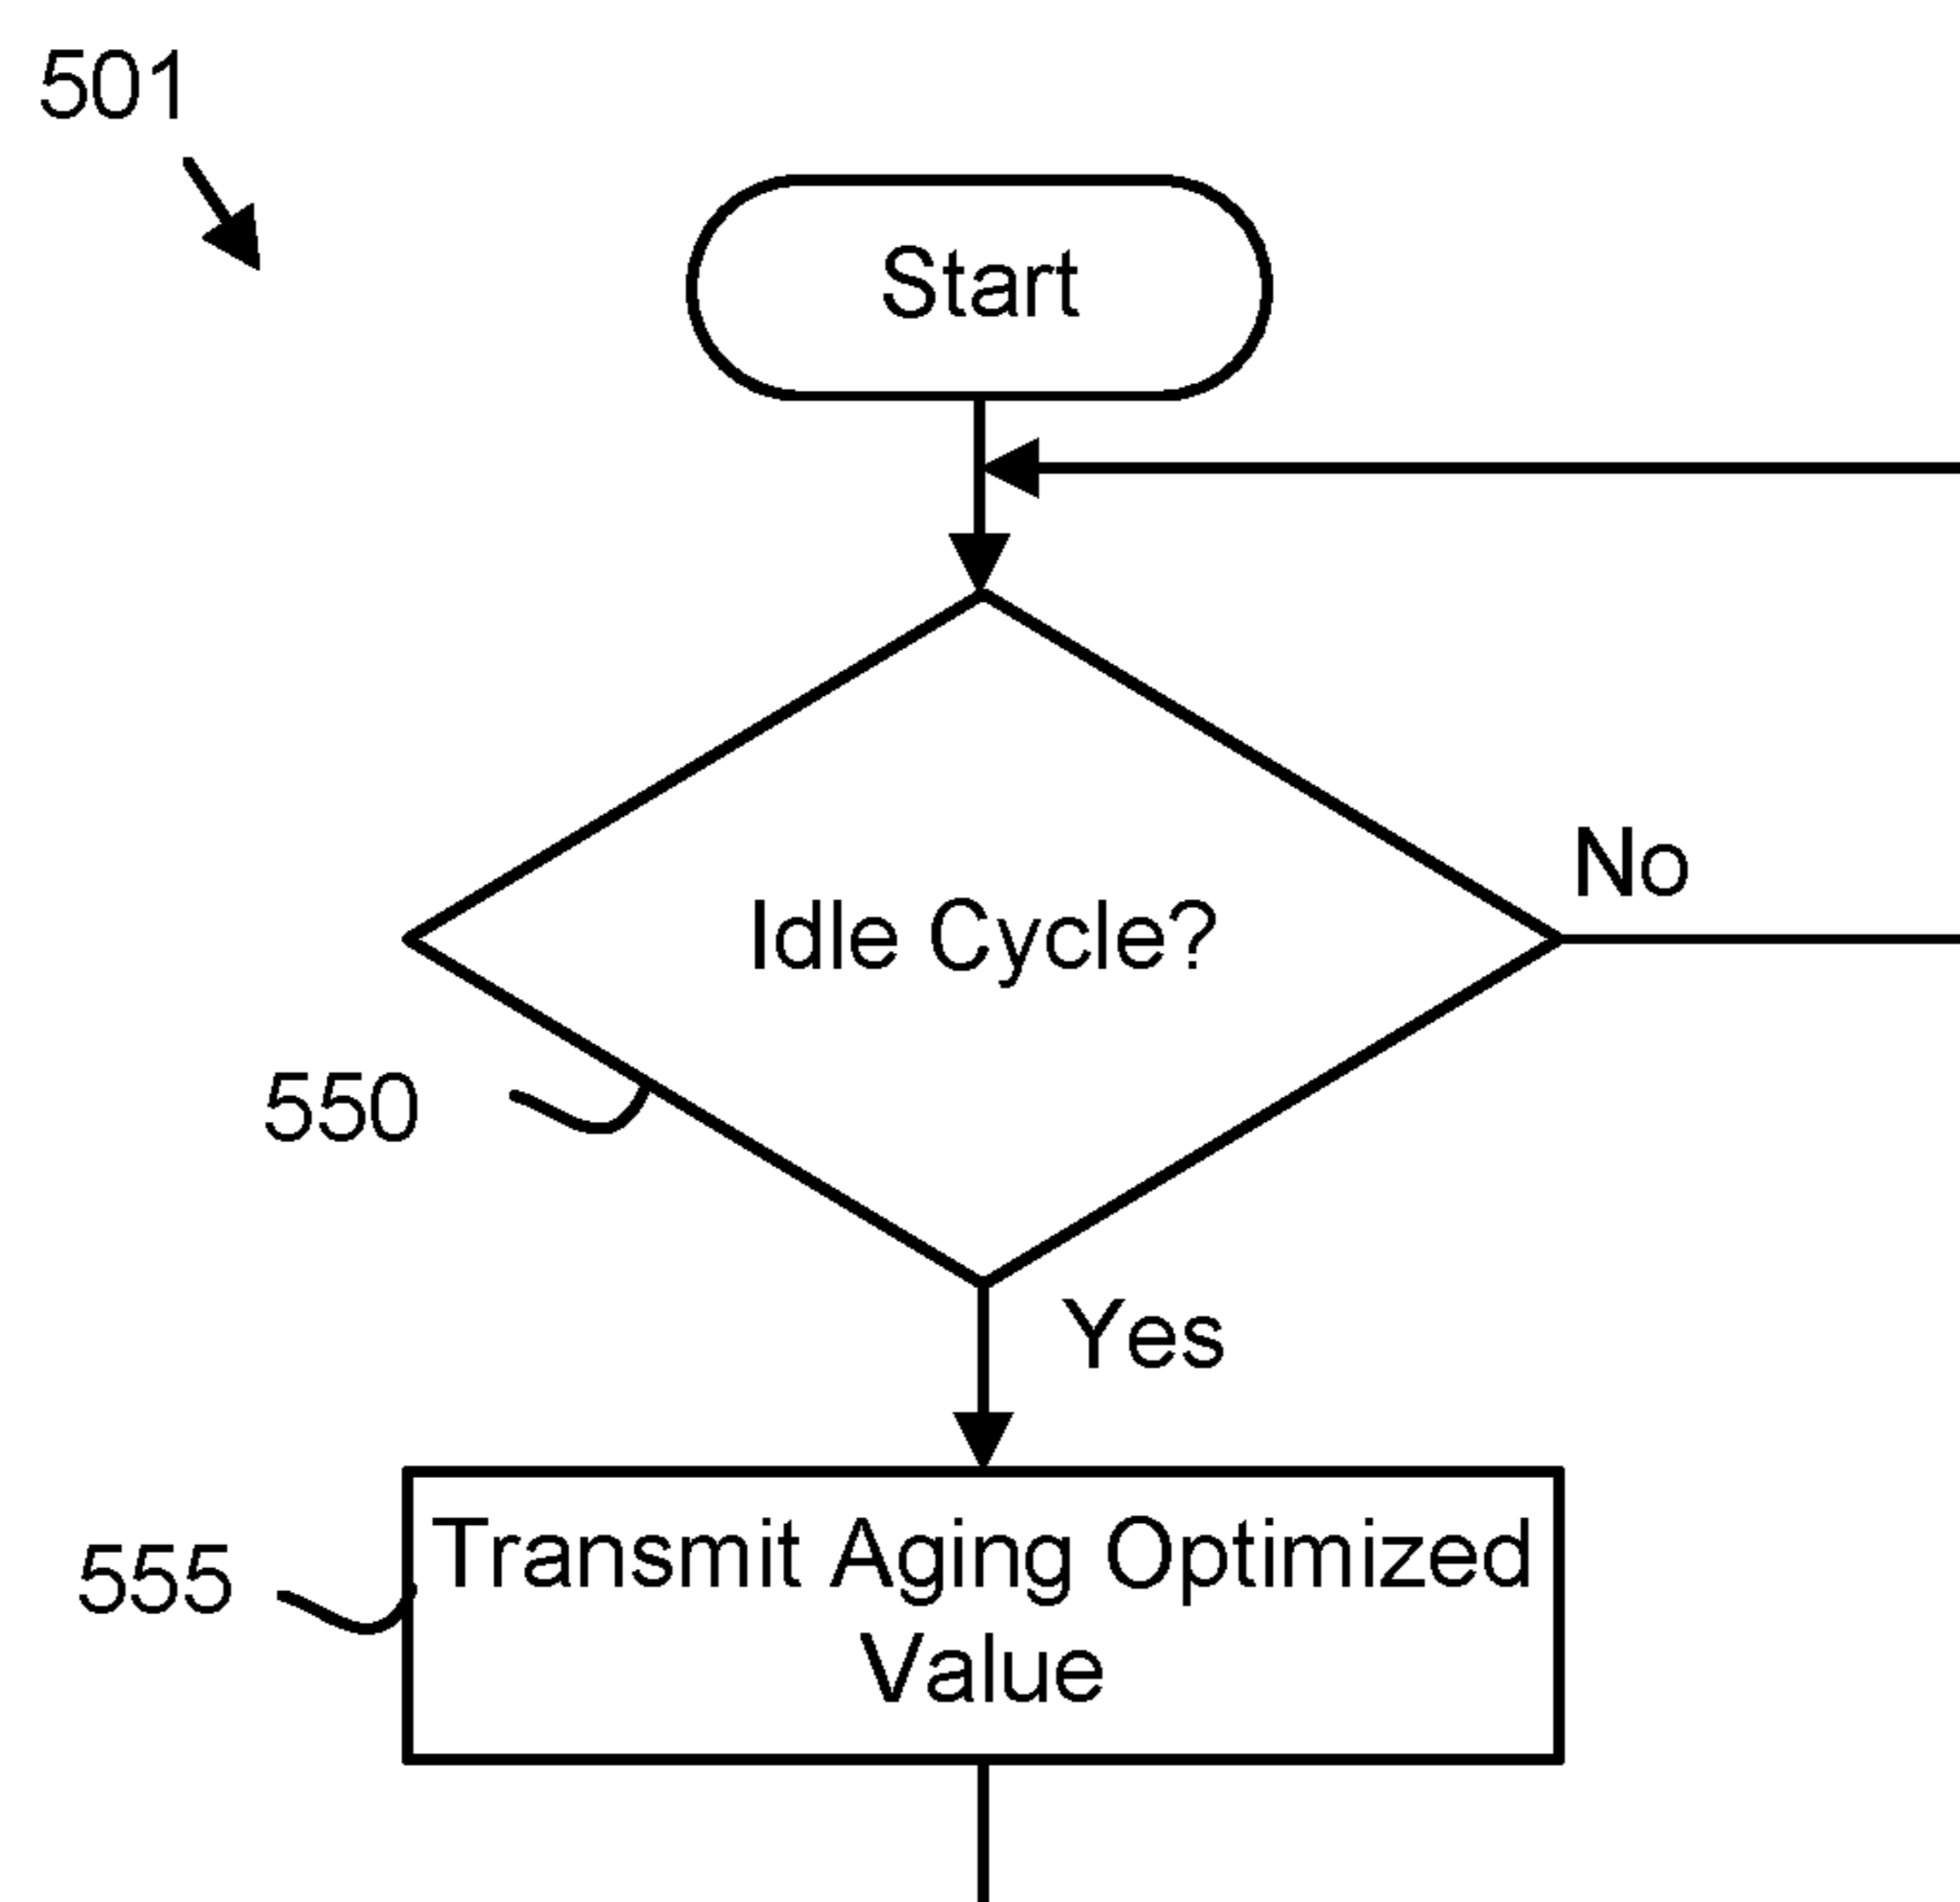 501
Start
No
Idle Cycle?
550
Yes
Transmit Aging Optimized
555
Value